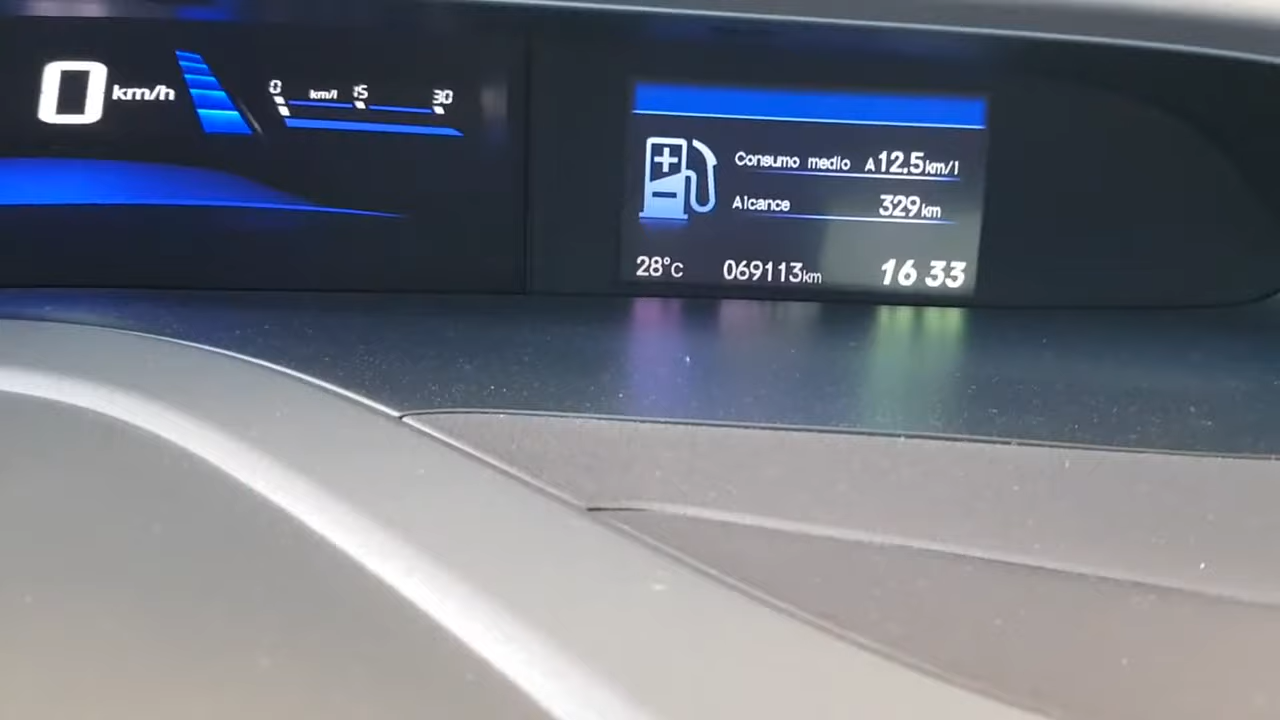 0 km/h
0 km/l 15 30
Consumo medio A 12.5 km/l
Alcance 329 km
28°C 069113 km 16 33